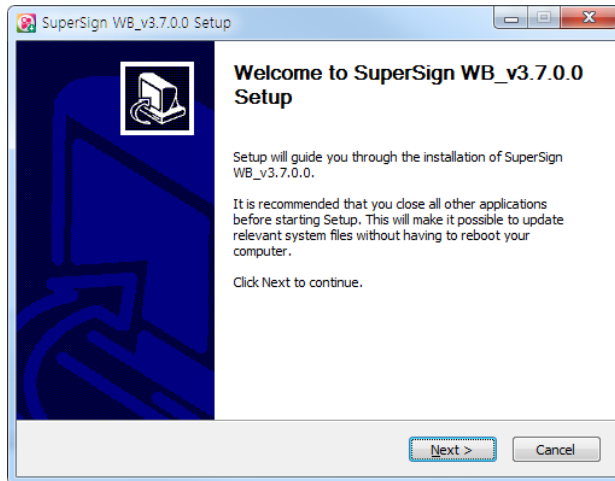 SuperSign WB_v3.7.0.0 Setup
Welcome to SuperSign WB_v3.7.0.0
Setup
Setup will guide you through the installation of SuperSign
WB_v3.7.0.0.
It is recommended that you close all other applications
before starting Setup. This will make it possible to update
relevant system files without having to reboot your
computer.
Click Next to continue.
Next >
Cancel